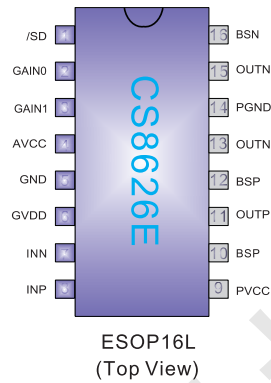 /SD 1 16 BSN
GAIN0 2 15 OUTN
GAIN1 3 14 PGND
AVCC 4 13 OUTN
GND 5 12 BSP
GVDD 6 11 OUTP
INN 7 10 BSP
INP 8 9 PVCC
CS8626E
ESOP16L
(Top View)